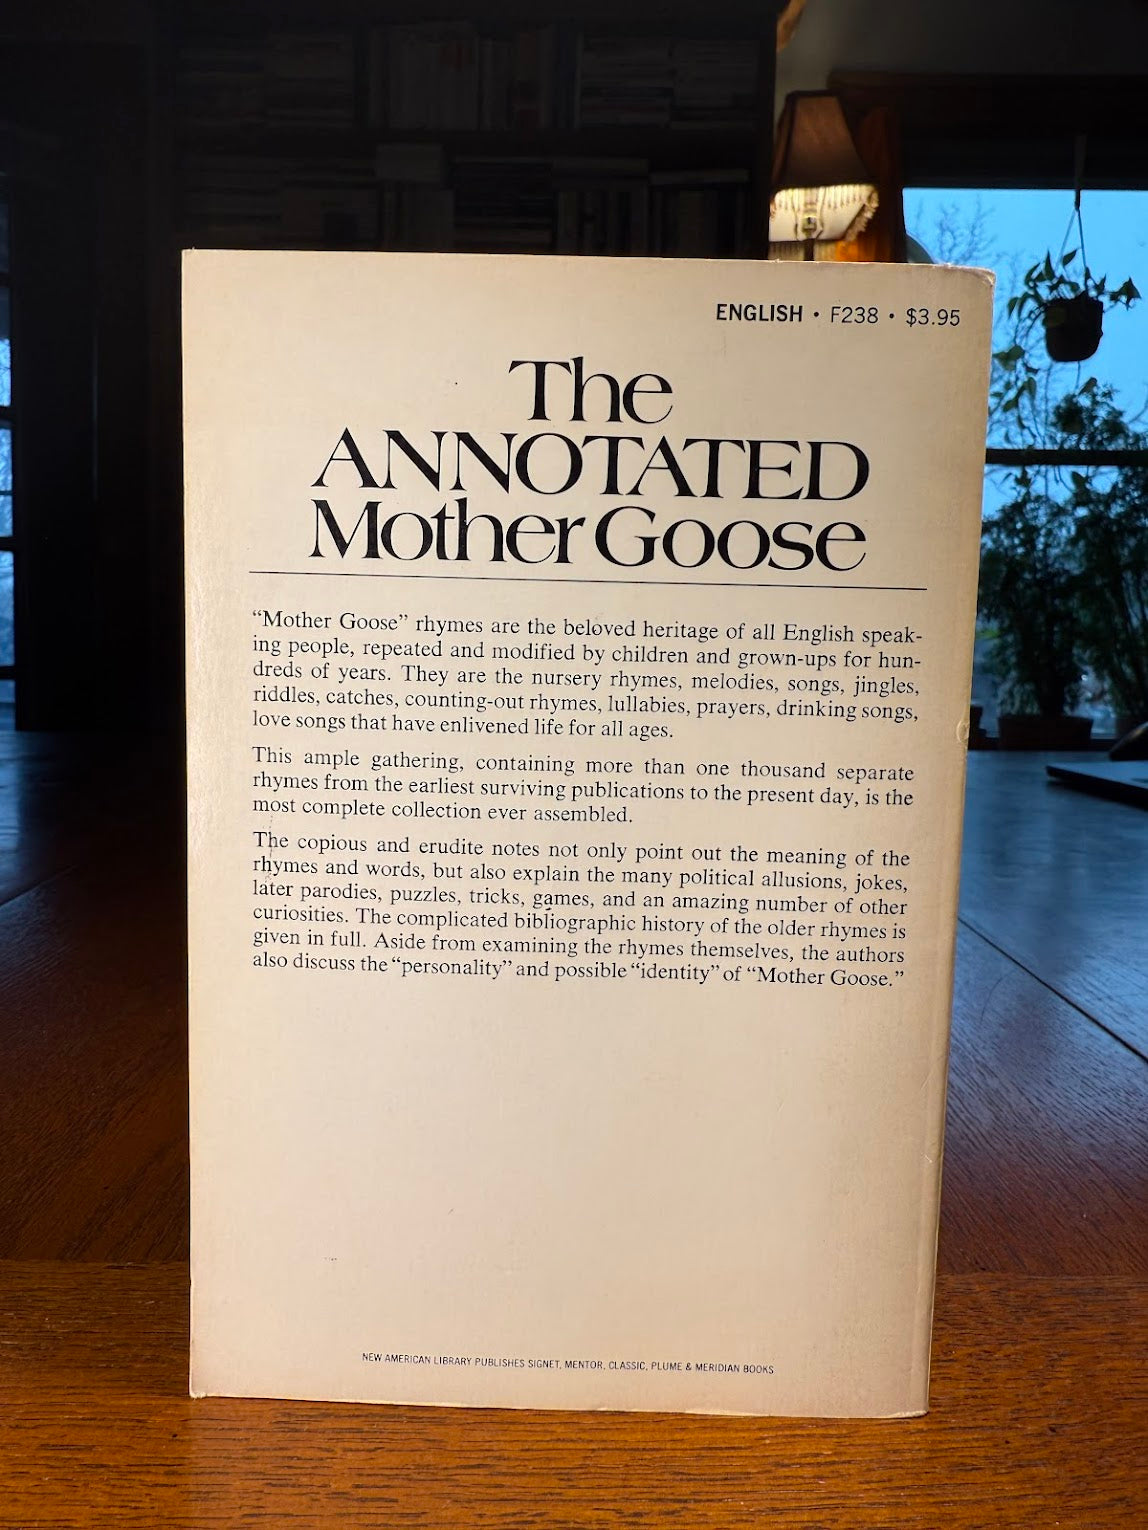 ENGLISH • F238 • $3.95
The
ANNOTATED
Mother Goose
“Mother Goose” rhymes are the beloved heritage of all English speak-
ing people, repeated and modified by children and grown-ups for hun-
dreds of years. They are the nursery rhymes, melodies, songs, jingles,
riddles, catches, counting-out rhymes, lullabies, prayers, drinking songs,
love songs that have enlivened life for all ages.
This ample gathering, containing more than one thousand separate
rhymes from the earliest surviving publications to the present day, is the
most complete collection ever assembled.
The copious and erudite notes not only point out the meaning of the
rhymes and words, but also explain the many political allusions, jokes,
later parodies, puzzles, tricks, games, and an amazing number of other
curiosities. The complicated bibliographic history of the older rhymes is
given in full. Aside from examining the rhymes themselves, the authors
also discuss the “personality” and possible “identity” of “Mother Goose.”
NEW AMERICAN LIBRARY PUBLISHES SIGNET, MENTOR, CLASSIC, PLUME & MERIDIAN BOOKS